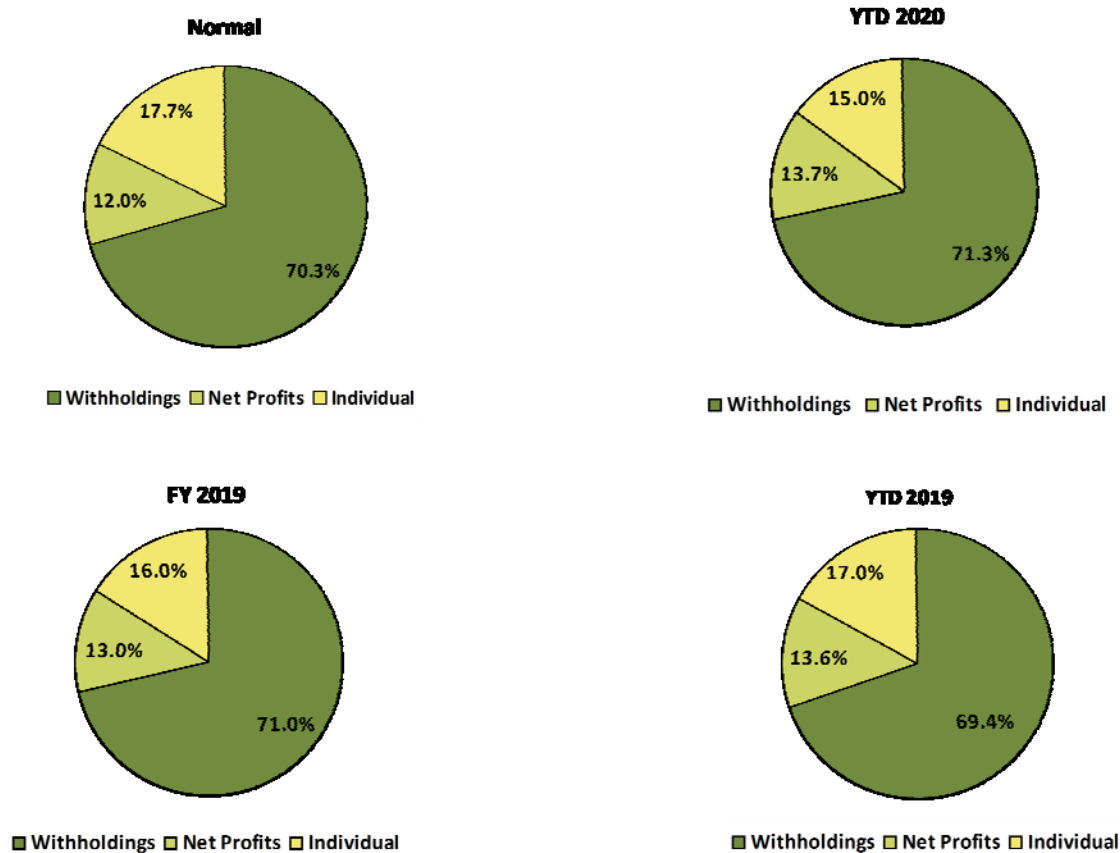 Normal
17.7%
12.0%
70.3%
Withholdings Net Profits Individual
YTD 2020
15.0%
13.7%
71.3%
Withholdings Net Profits Individual
FY 2019
16.0%
13.0%
71.0%
Withholdings Net Profits Individual
YTD 2019
17.0%
13.6%
69.4%
Withholdings Net Profits Individual